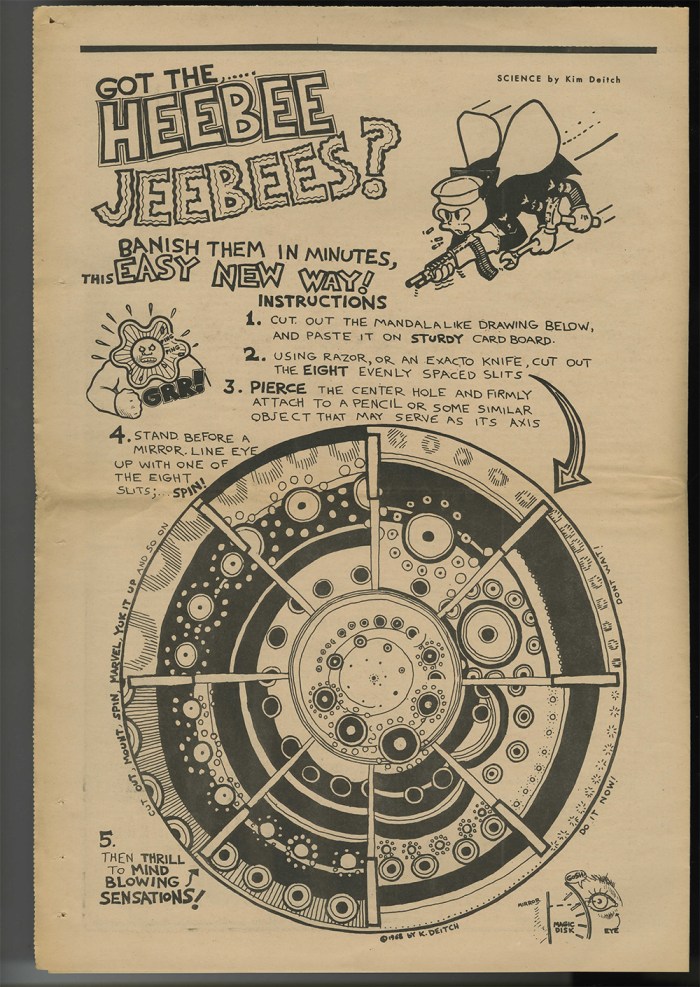 SCIENCE by Kim Deitch
GOT THE......
HEEBEE
JEEBEES?
BANISH THEM IN MINUTES,
THIS EASY NEW WAY!
INSTRUCTIONS
1. CUT OUT THE MANDALALIKE DRAWING BELOW,
AND PASTE IT ON STURDY CARD BOARD.
2. USING RAZOR, OR AN EXACTO KNIFE, CUT OUT
THE EIGHT EVENLY SPACED SLITS
3. PIERCE THE CENTER HOLE AND FIRMLY
ATTACH TO A PENCIL OR SOME SIMILAR
OBJECT THAT MAY SERVE AS ITS AXIS
GRR!
4. STAND BEFORE A
MIRROR. LINE EYE
UP WITH ONE OF
THE EIGHT
SLITS;... SPIN!
CUT OUT, MOUNT, SPIN, MARVEL, YUK IT UP AND SO ON
DONT WAIT!
DO IT NOW!
5.
THEN THRILL
TO MIND
BLOWING
SENSATIONS!
©1968 BY K. DEITCH
GOSH!
MIRROR
MAGIC
DISK
EYE